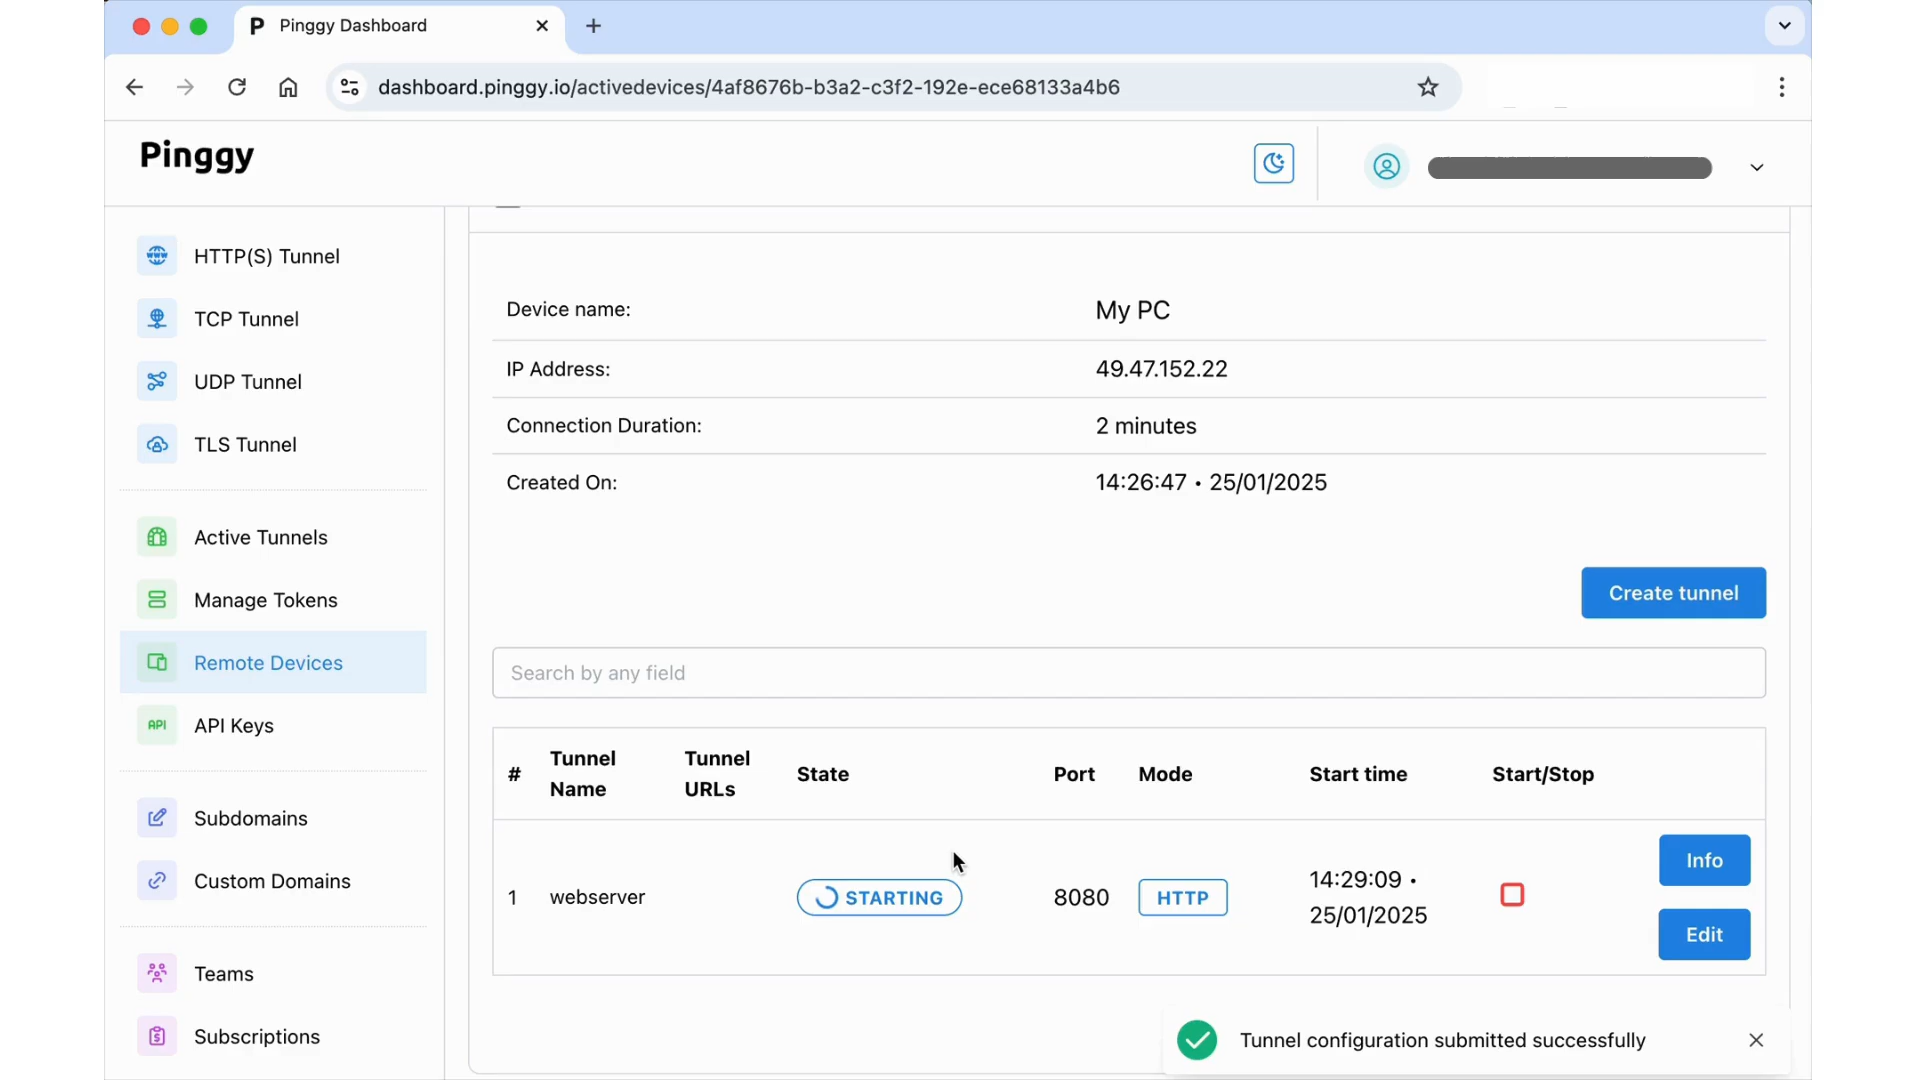 P Pinggy Dashboard
dashboard.pinggy.io/activedevices/4af8676b-b3a2-c3f2-192e-ece68133a4b6
Pinggy
HTTP(S) Tunnel
TCP Tunnel
UDP Tunnel
TLS Tunnel
Active Tunnels
Manage Tokens
Remote Devices
API API Keys
Subdomains
Custom Domains
Teams
Subscriptions
Device name: My PC
IP Address: 49.47.152.22
Connection Duration: 2 minutes
Created On: 14:26:47 • 25/01/2025
Create tunnel
Search by any field
# Tunnel Name Tunnel URLs State Port Mode Start time Start/Stop
1 webserver STARTING 8080 HTTP 14:29:09 • 25/01/2025
Info
Edit
Tunnel configuration submitted successfully